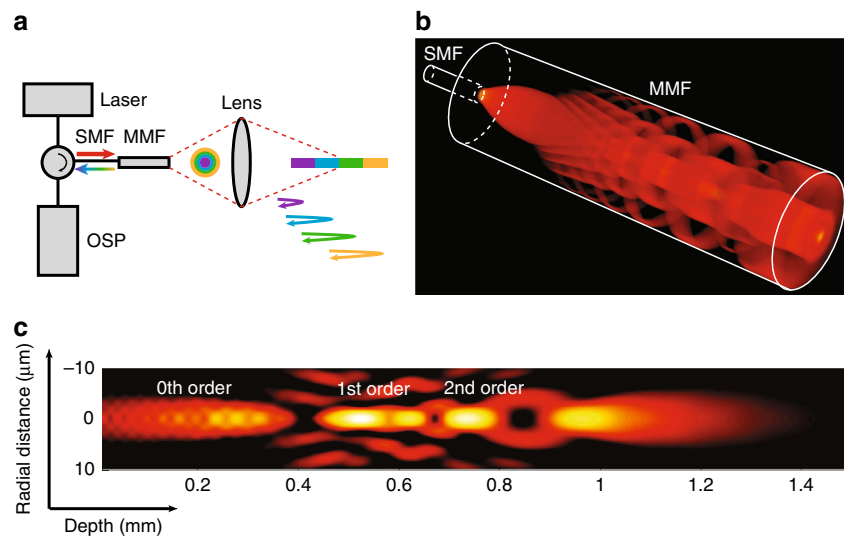 a
Laser
SMF
MMF
Lens
OSP
b
SMF
MMF
c
Radial distance (μm)
–10
0
10
0th order
1st order
2nd order
0.2
0.4
0.6
0.8
1
1.2
1.4
Depth (mm)